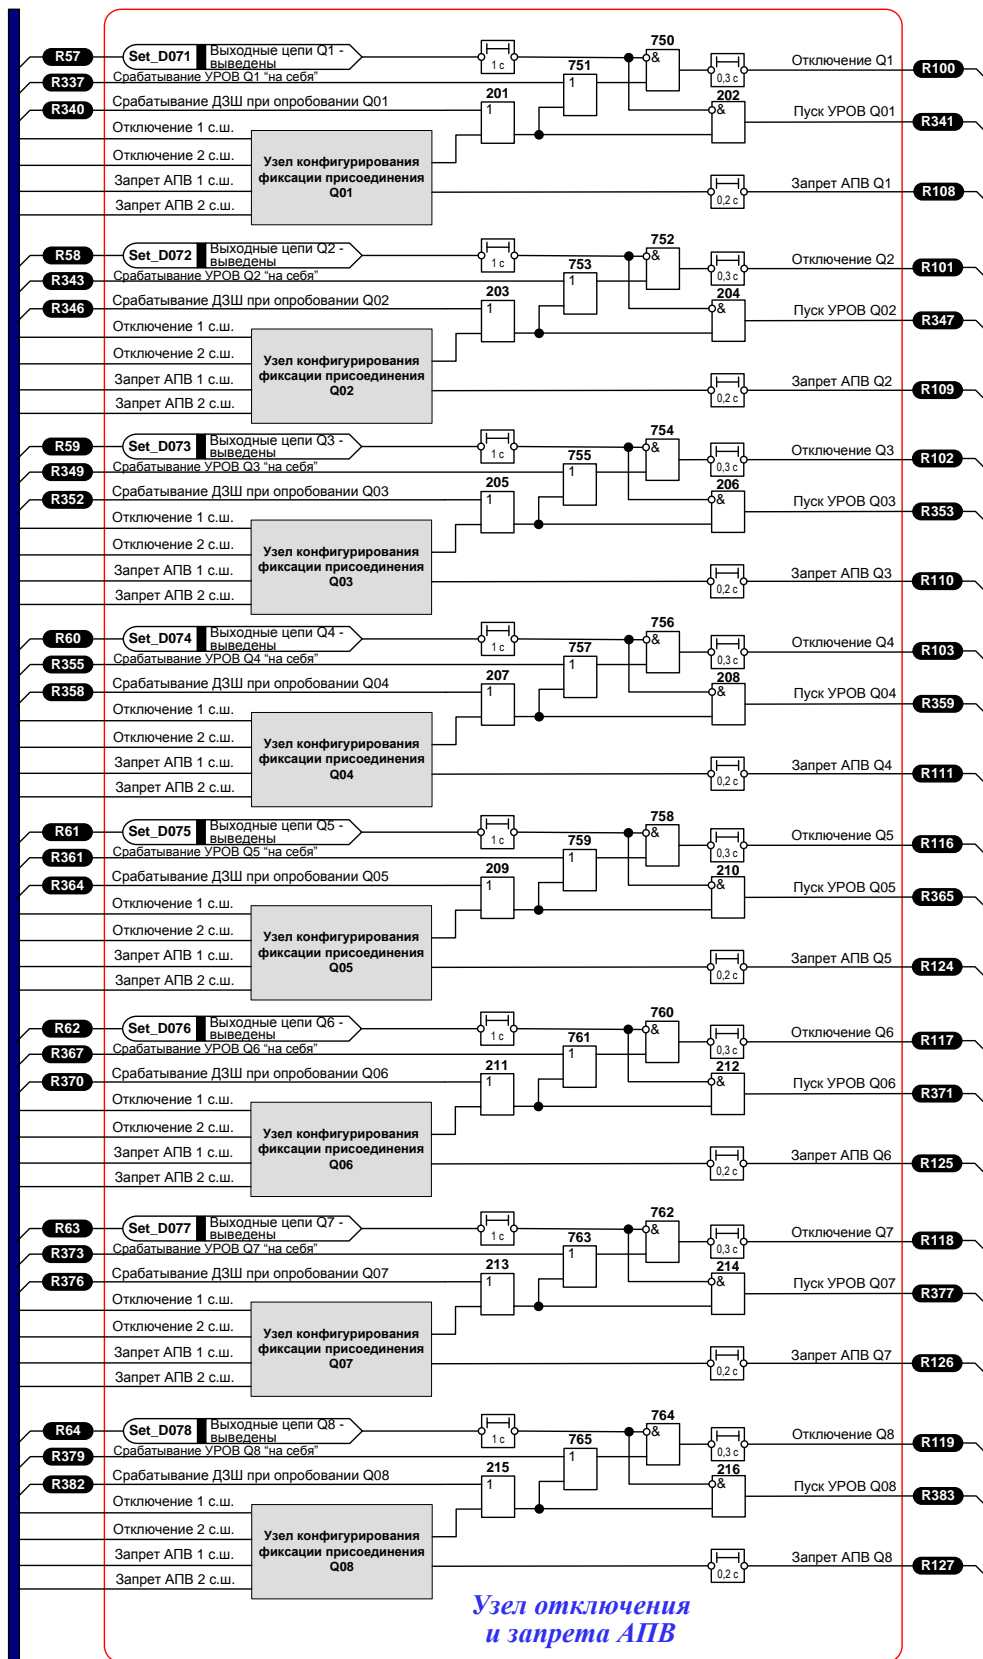 R57 Set_D071 Выходные цепи Q1 - 1 с 750
выведены & 0,3 с Отключение Q1 R100
R337 Срабатывание УРОВ Q1 "на себя" 751 1
R340 Срабатывание ДЗШ при опробовании Q01 201 1 202 & Пуск УРОВ Q01 R341
Отключение 1 с.ш.
Отключение 2 с.ш.
Запрет АПВ 1 с.ш.
Запрет АПВ 2 с.ш.
Узел конфигурирования
фиксации присоединения
Q01
0,2 с Запрет АПВ Q1 R108
R58 Set_D072 Выходные цепи Q2 - 1 с 752
выведены & 0,3 с Отключение Q2 R101
R343 Срабатывание УРОВ Q2 "на себя" 753 1
R346 Срабатывание ДЗШ при опробовании Q02 203 1 204 & Пуск УРОВ Q02 R347
Отключение 1 с.ш.
Отключение 2 с.ш.
Запрет АПВ 1 с.ш.
Запрет АПВ 2 с.ш.
Узел конфигурирования
фиксации присоединения
Q02
0,2 с Запрет АПВ Q2 R109
R59 Set_D073 Выходные цепи Q3 - 1 с 754
выведены & 0,3 с Отключение Q3 R102
R349 Срабатывание УРОВ Q3 "на себя" 755 1
R352 Срабатывание ДЗШ при опробовании Q03 205 1 206 & Пуск УРОВ Q03 R353
Отключение 1 с.ш.
Отключение 2 с.ш.
Запрет АПВ 1 с.ш.
Запрет АПВ 2 с.ш.
Узел конфигурирования
фиксации присоединения
Q03
0,2 с Запрет АПВ Q3 R110
R60 Set_D074 Выходные цепи Q4 - 1 с 756
выведены & 0,3 с Отключение Q4 R103
R355 Срабатывание УРОВ Q4 "на себя" 757 1
R358 Срабатывание ДЗШ при опробовании Q04 207 1 208 & Пуск УРОВ Q04 R359
Отключение 1 с.ш.
Отключение 2 с.ш.
Запрет АПВ 1 с.ш.
Запрет АПВ 2 с.ш.
Узел конфигурирования
фиксации присоединения
Q04
0,2 с Запрет АПВ Q4 R111
R61 Set_D075 Выходные цепи Q5 - 1 с 758
выведены & 0,3 с Отключение Q5 R116
R361 Срабатывание УРОВ Q5 "на себя" 759 1
R364 Срабатывание ДЗШ при опробовании Q05 209 1 210 & Пуск УРОВ Q05 R365
Отключение 1 с.ш.
Отключение 2 с.ш.
Запрет АПВ 1 с.ш.
Запрет АПВ 2 с.ш.
Узел конфигурирования
фиксации присоединения
Q05
0,2 с Запрет АПВ Q5 R124
R62 Set_D076 Выходные цепи Q6 - 1 с 760
выведены & 0,3 с Отключение Q6 R117
R367 Срабатывание УРОВ Q6 "на себя" 761 1
R370 Срабатывание ДЗШ при опробовании Q06 211 1 212 & Пуск УРОВ Q06 R371
Отключение 1 с.ш.
Отключение 2 с.ш.
Запрет АПВ 1 с.ш.
Запрет АПВ 2 с.ш.
Узел конфигурирования
фиксации присоединения
Q06
0,2 с Запрет АПВ Q6 R125
R63 Set_D077 Выходные цепи Q7 - 1 с 762
выведены & 0,3 с Отключение Q7 R118
R373 Срабатывание УРОВ Q7 "на себя" 763 1
R376 Срабатывание ДЗШ при опробовании Q07 213 1 214 & Пуск УРОВ Q07 R377
Отключение 1 с.ш.
Отключение 2 с.ш.
Запрет АПВ 1 с.ш.
Запрет АПВ 2 с.ш.
Узел конфигурирования
фиксации присоединения
Q07
0,2 с Запрет АПВ Q7 R126
R64 Set_D078 Выходные цепи Q8 - 1 с 764
выведены & 0,3 с Отключение Q8 R119
R379 Срабатывание УРОВ Q8 "на себя" 765 1
R382 Срабатывание ДЗШ при опробовании Q08 215 1 216 & Пуск УРОВ Q08 R383
Отключение 1 с.ш.
Отключение 2 с.ш.
Запрет АПВ 1 с.ш.
Запрет АПВ 2 с.ш.
Узел конфигурирования
фиксации присоединения
Q08
0,2 с Запрет АПВ Q8 R127
Узел отключения
и запрета АПВ